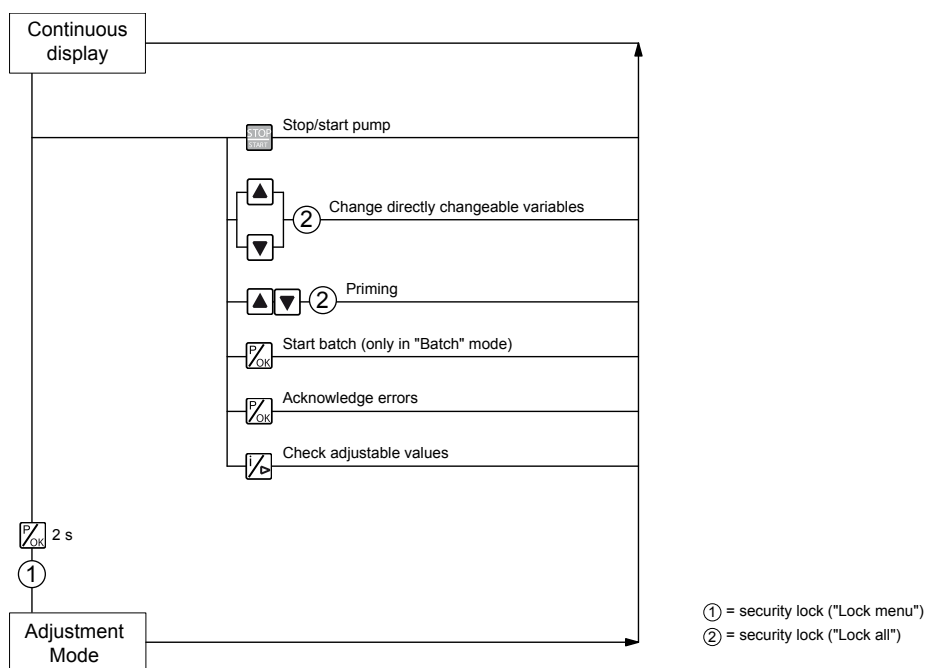 Continuous
display
STOP
START
Stop/start pump
2
Change directly changeable variables
2
Priming
P/OK
Start batch (only in "Batch" mode)
P/OK
Acknowledge errors
i/
Check adjustable values
P/OK 2 s
1
Adjustment
Mode
1 = security lock ("Lock menu")
2 = security lock ("Lock all")